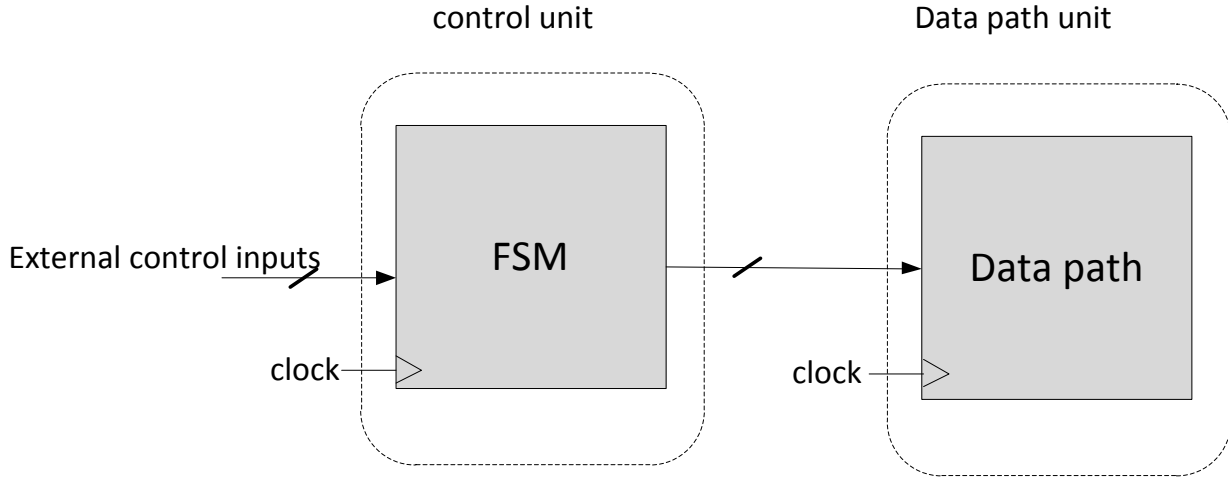 control unit
Data path unit
External control inputs
FSM
Data path
clock
clock